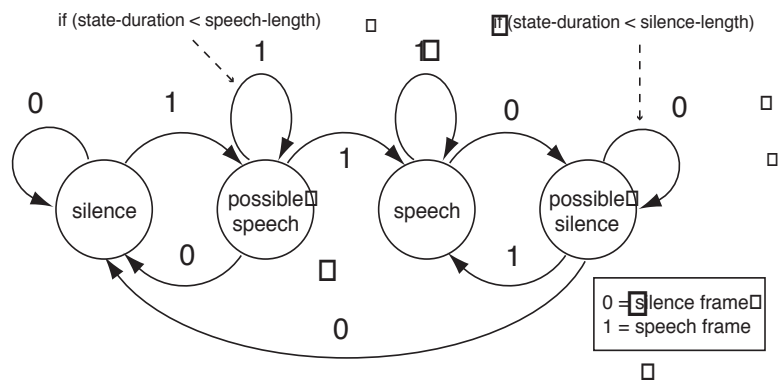 if (state-duration < speech-length)
if (state-duration < silence-length)
1
1
0
1
0
0
1
silence
possible
speech
speech
possible
silence
0
1
0
0 = silence frame
1 = speech frame